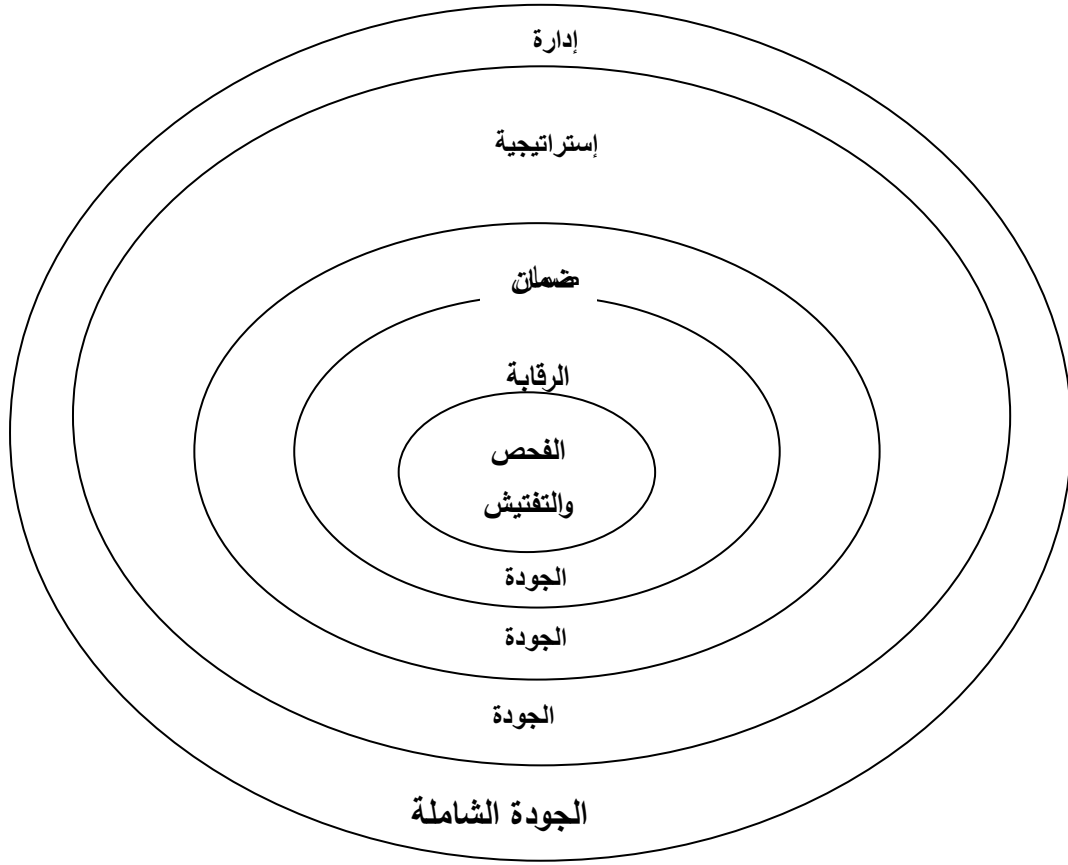 إدارة
إستراتيجية
ضمان
الرقابة
الفحص
والتفتيش
الجودة
الجودة
الجودة
الجودة الشاملة